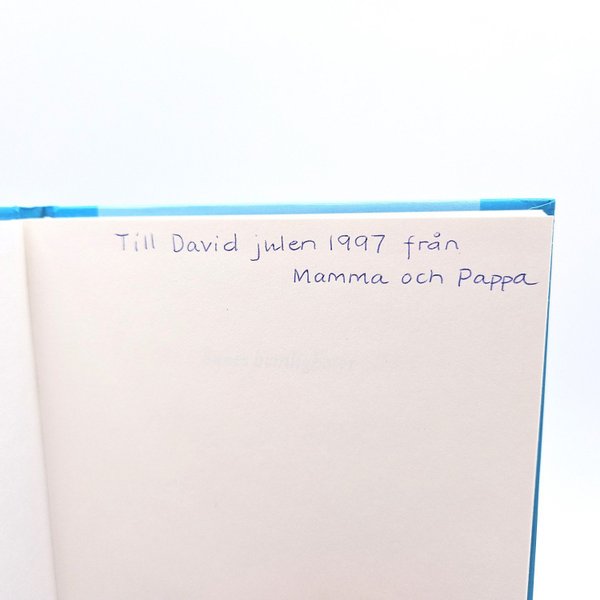 Till David julen 1997 från
Mamma och Pappa